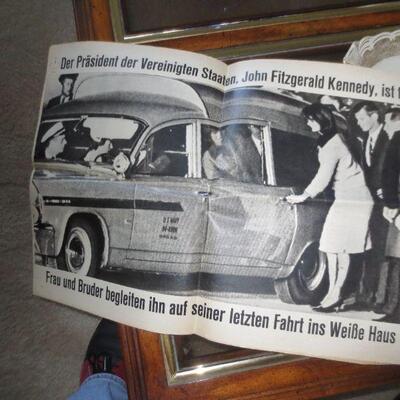 Der Präsident der Vereinigten Staaten, John Fitzgerald Kennedy, ist
U S NAVY
Frau und Bruder begleiten ihn auf seiner letzten Fahrt ins Weiße Haus